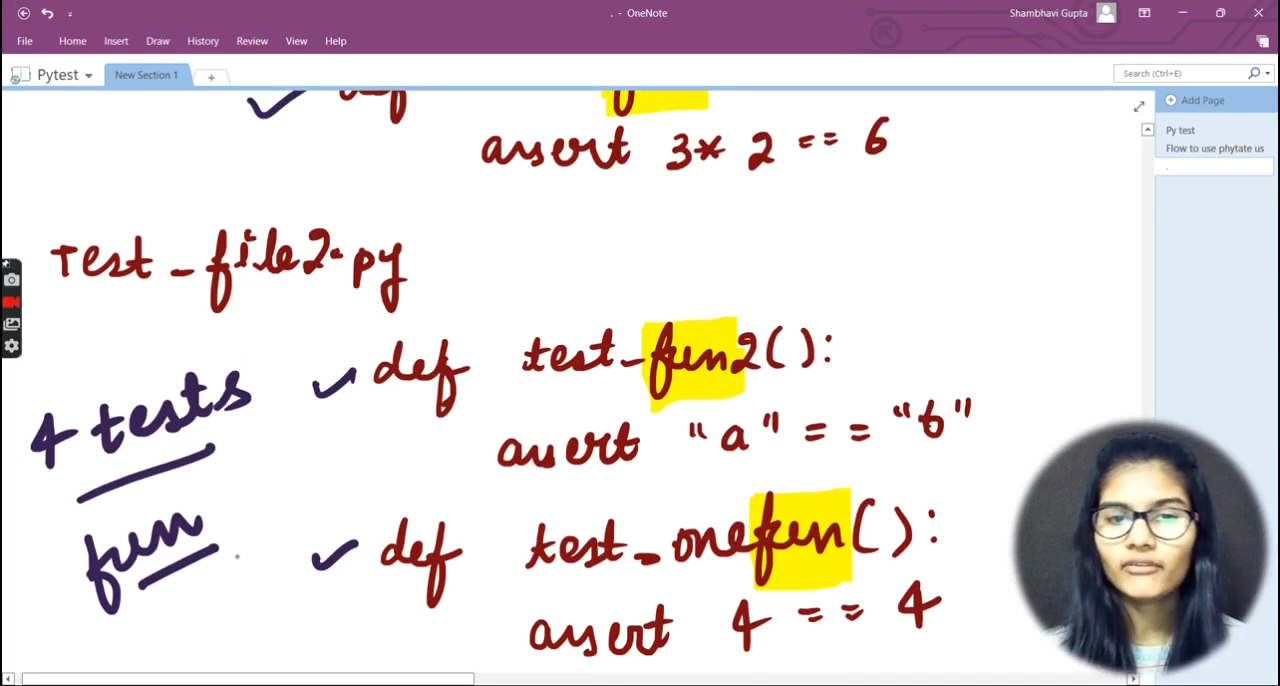 . - OneNote
Shambhavi Gupta
File Home Insert Draw History Review View Help
Pytest New Section 1 +
Search (Ctrl+E)
Add Page
Py test
Flow to use phytate us
.
def
assert 3* 2 == 6
Test_file2.py
def test_fun2():
assert "a" == "b"
4 tests
fun
def test_onefun():
assert 4 == 4